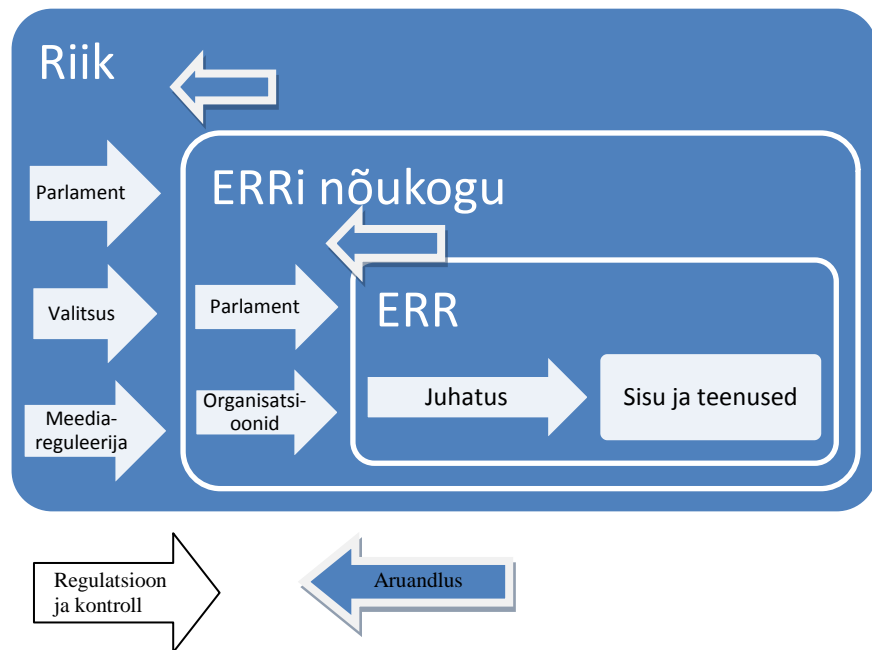 Riik
Parlament
Valitsus
Meedia-
reguleerija
ERRi nõukogu
Parlament
Organisatsi-
oonid
ERR
Juhatus
Sisu ja teenused
Regulatsioon
ja kontroll
Aruandlus